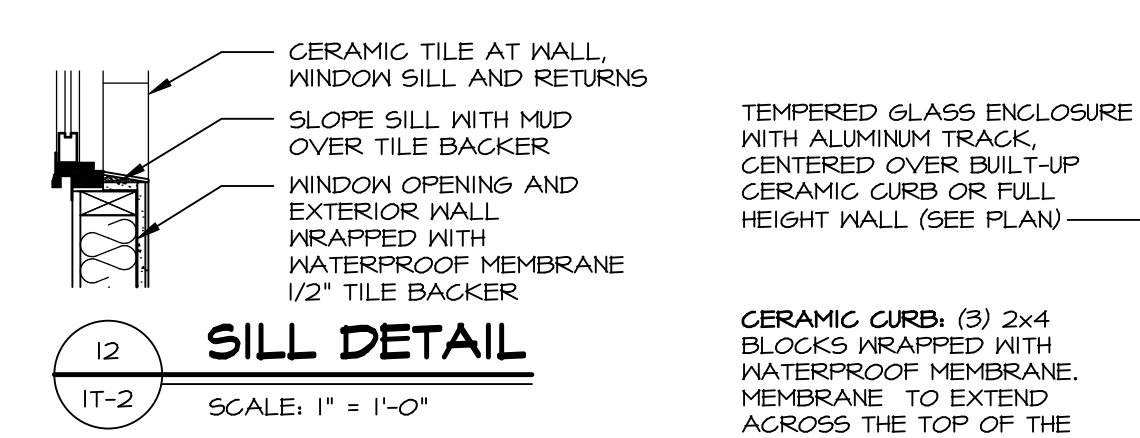 CERAMIC TILE AT WALL,
WINDOW SILL AND RETURNS
SLOPE SILL WITH MUD
OVER TILE BACKER
WINDOW OPENING AND
EXTERIOR WALL
WRAPPED WITH
WATERPROOF MEMBRANE
1/2" TILE BACKER
12
IT-2
SILL DETAIL
SCALE: 1" = 1'-0"
TEMPERED GLASS ENCLOSURE
WITH ALUMINUM TRACK,
CENTERED OVER BUILT-UP
CERAMIC CURB OR FULL
HEIGHT WALL (SEE PLAN)
CERAMIC CURB: (3) 2x4
BLOCKS WRAPPED WITH
WATERPROOF MEMBRANE.
MEMBRANE TO EXTEND
ACROSS THE TOP OF THE